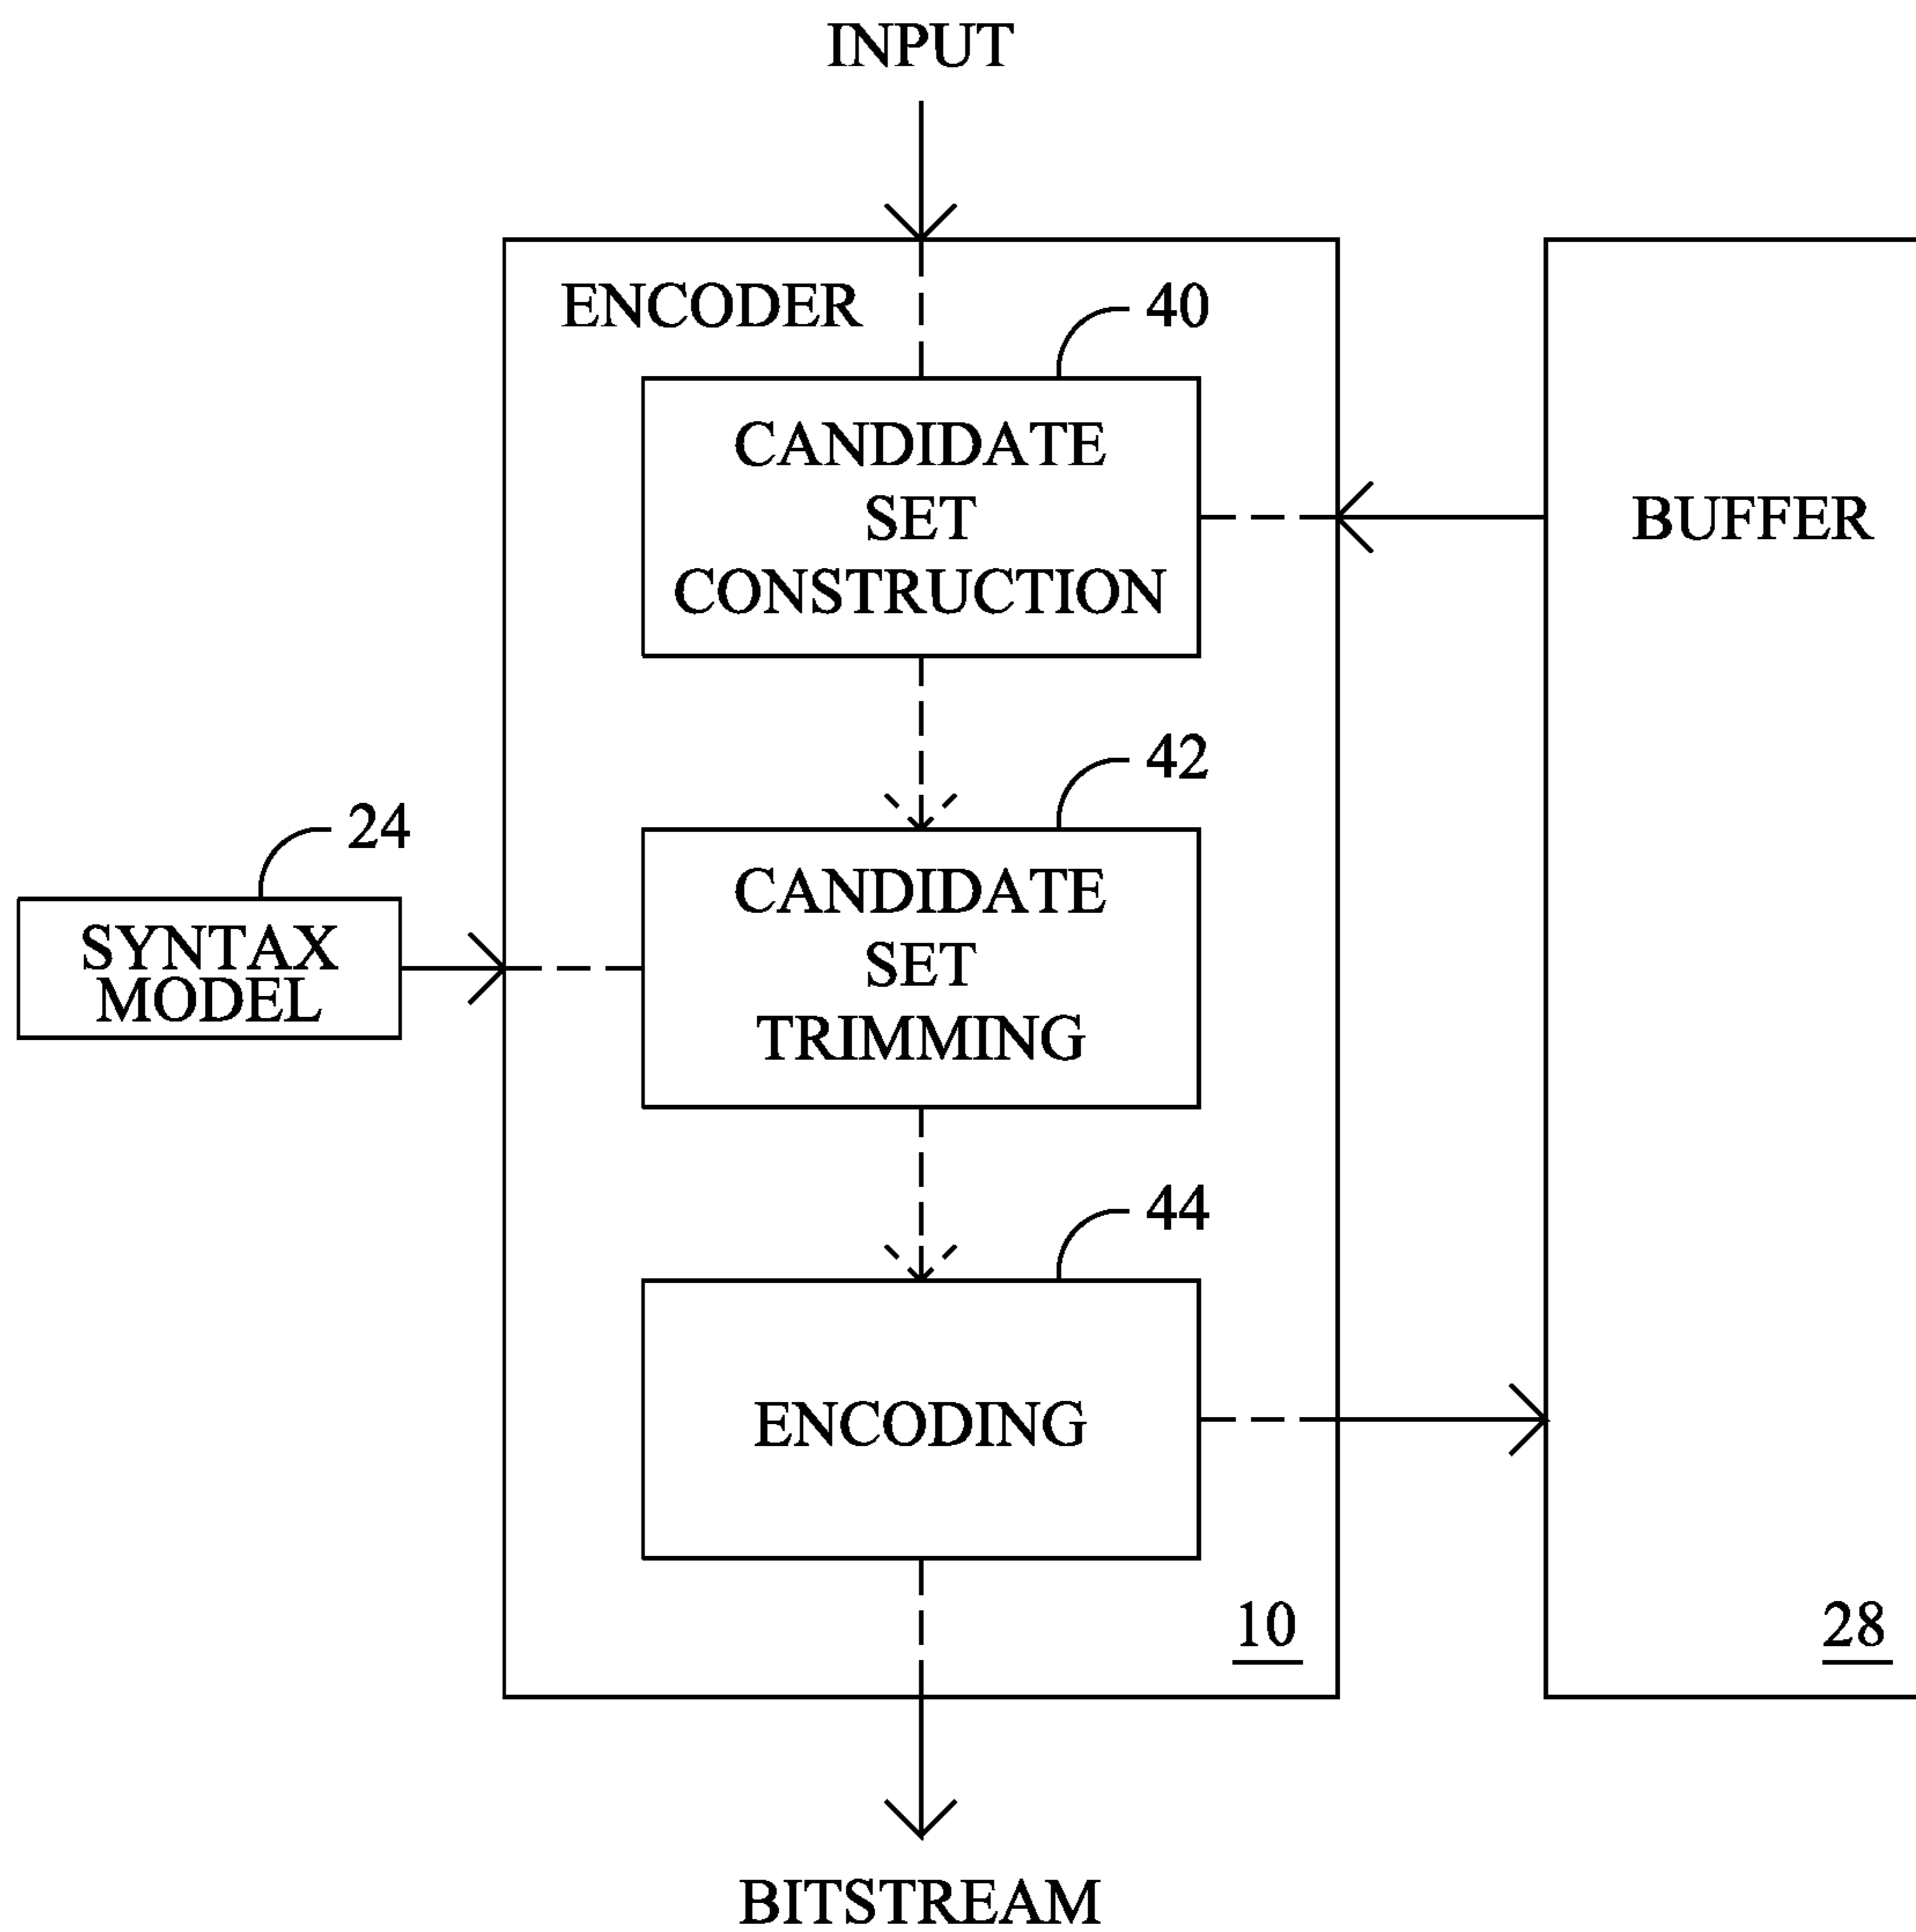 INPUT
ENCODER
40
CANDIDATE
SET
CONSTRUCTION
BUFFER
42
24
SYNTAX
MODEL
CANDIDATE
SET
TRIMMING
44
ENCODING
10
28
BITSTREAM